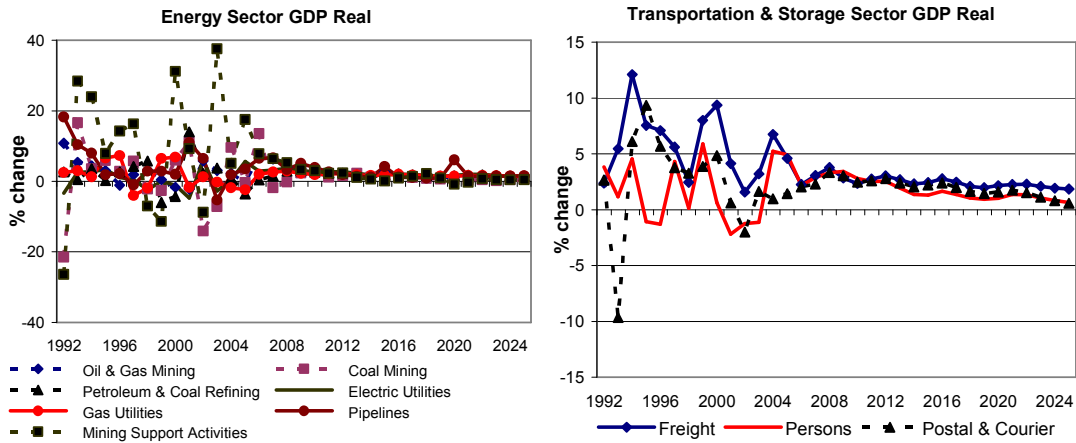 Energy Sector GDP Real
% change
40
20
0
-20
-40
1992 1996 2000 2004 2008 2012 2016 2020 2024
Oil & Gas Mining
Coal Mining
Petroleum & Coal Refining
Electric Utilities
Gas Utilities
Pipelines
Mining Support Activities
Transportation & Storage Sector GDP Real
% change
15
10
5
0
-5
-10
-15
1992 1996 2000 2004 2008 2012 2016 2020 2024
Freight Persons Postal & Courier